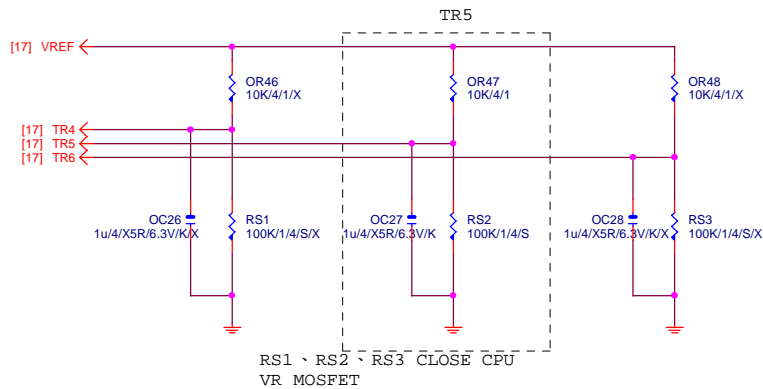 TR5
[17] VREF
OR46
10K/4/1/X
OR47
10K/4/1
OR48
10K/4/1/X
[17] TR4
[17] TR5
[17] TR6
OC26
1u/4/X5R/6.3V/K/X
RS1
100K/1/4/S/X
OC27
1u/4/X5R/6.3V/K
RS2
100K/1/4/S
OC28
1u/4/X5R/6.3V/K/X
RS3
100K/1/4/S/X
RS1、RS2、RS3 CLOSE CPU
VR MOSFET